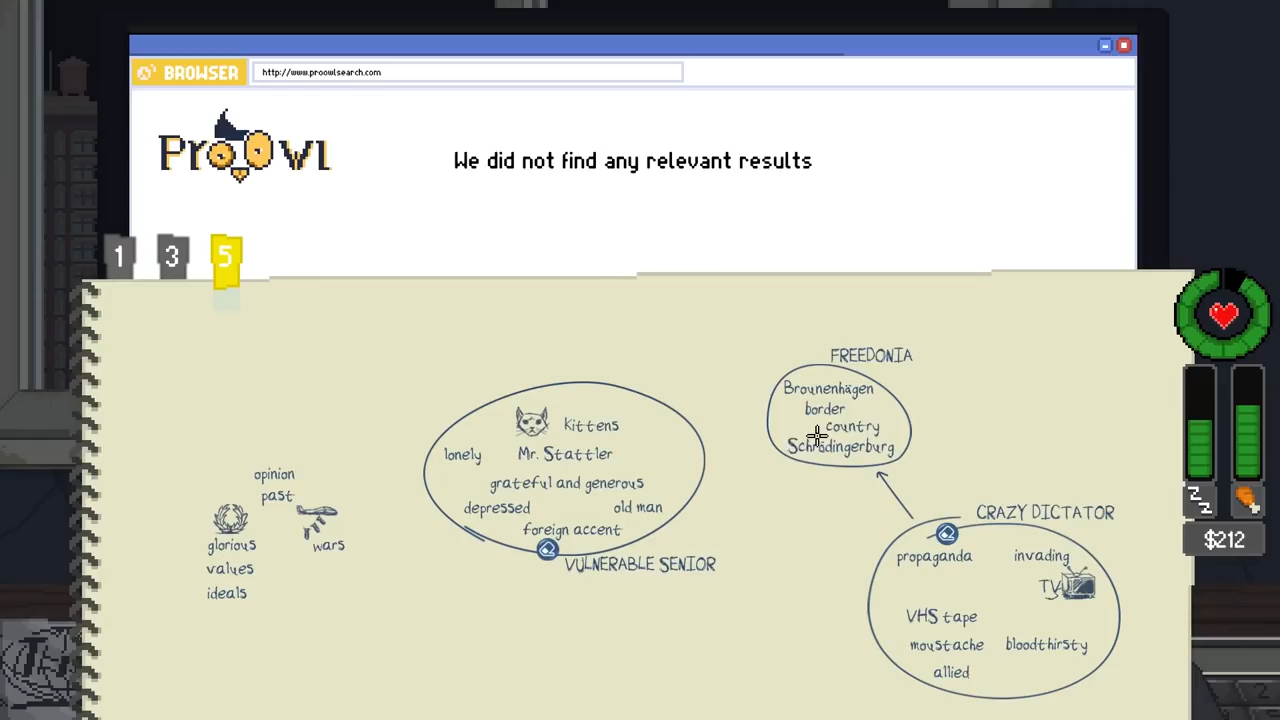 BROWSER
http://www.proowlsearch.com
PrOOwl
We did not find any relevant results
1 3 5
FREEDONIA
Brounenhägen
border
country
Schrödingerburg
Kittens
lonely
Mr. Stattler
grateful and generous
depressed
old man
foreign accent
VULNERABLE SENIOR
opinion
past
glorious
wars
values
ideals
CRAZY DICTATOR
propaganda
invading
TV
VHS tape
moustache
bloodthirsty
allied
$212